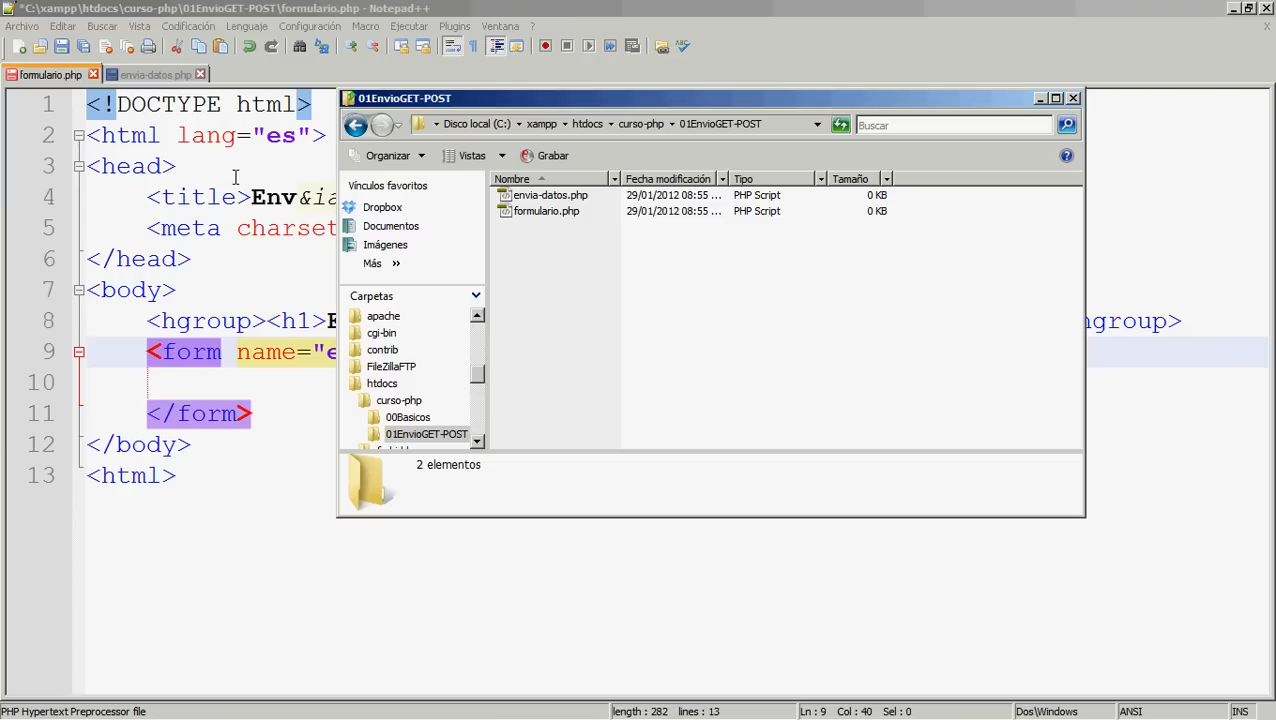 *C:\xampp\htdocs\curso-php\01EnvioGET-POST\formulario.php - Notepad++
Archivo Editar Buscar Vista Codificación Lenguaje Configuración Macro Ejecutar Plugins Ventana ? X
formulario.php envia-datos.php
1 <!DOCTYPE html>
2 <html lang="es">
3 <head>
4 <title>Env&ia
5 <meta charset
6 </head>
7 <body>
8 <hgroup><h1>E ngroup>
9 <form name="e
10
11 </form>
12 </body>
13 <html>
01EnvioGET-POST
Disco local (C:) xampp htdocs curso-php 01EnvioGET-POST Buscar
Organizar Vistas Grabar
Vínculos favoritos
Dropbox
Documentos
Imágenes
Más »
Carpetas
apache
cgi-bin
contrib
FileZillaFTP
htdocs
curso-php
00Basicos
01EnvioGET-POST
Nombre Fecha modificación Tipo Tamaño
envia-datos.php 29/01/2012 08:55 ... PHP Script 0 KB
formulario.php 29/01/2012 08:55 ... PHP Script 0 KB
2 elementos
PHP Hypertext Preprocessor file length : 282 lines : 13 Ln : 9 Col : 40 Sel : 0 Dos\Windows ANSI INS